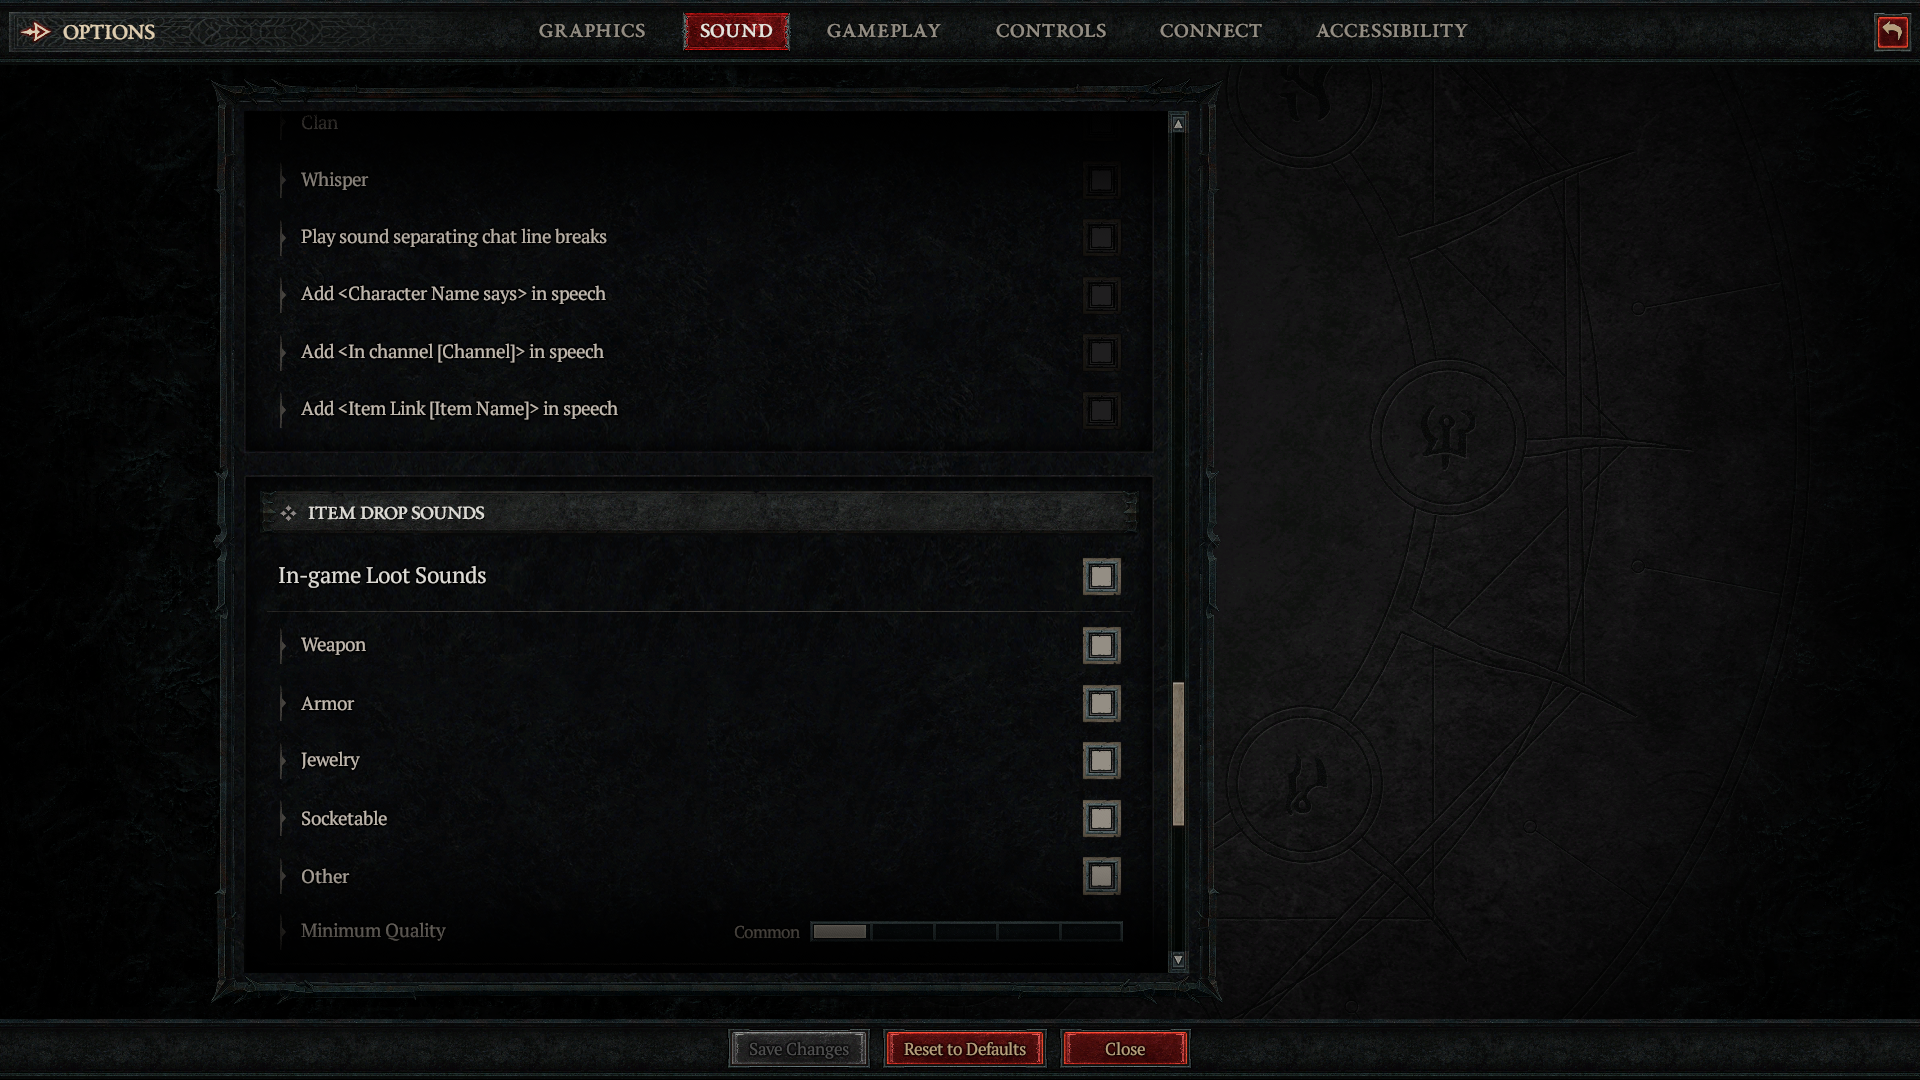 OPTIONS
GRAPHICS
SOUND
GAMEPLAY
CONTROLS
CONNECT
ACCESSIBILITY
Clan
Whisper
Play sound separating chat line breaks
Add <Character Name says> in speech
Add <In channel [Channel]> in speech
Add <Item Link [Item Name]> in speech
ITEM DROP SOUNDS
In-game Loot Sounds
Weapon
Armor
Jewelry
Socketable
Other
Minimum Quality Common
Save Changes
Reset to Defaults
Close